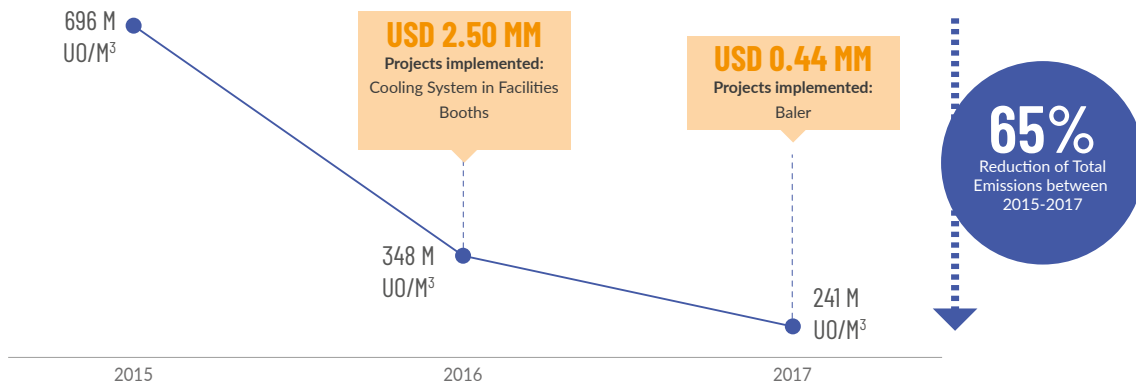 696 M
UO/M³
USD 2.50 MM
Projects implemented:
Cooling System in Facilities
Booths
348 M
UO/M³
USD 0.44 MM
Projects implemented:
Baler
241 M
UO/M³
65%
Reduction of Total
Emissions between
2015-2017
2015
2016
2017